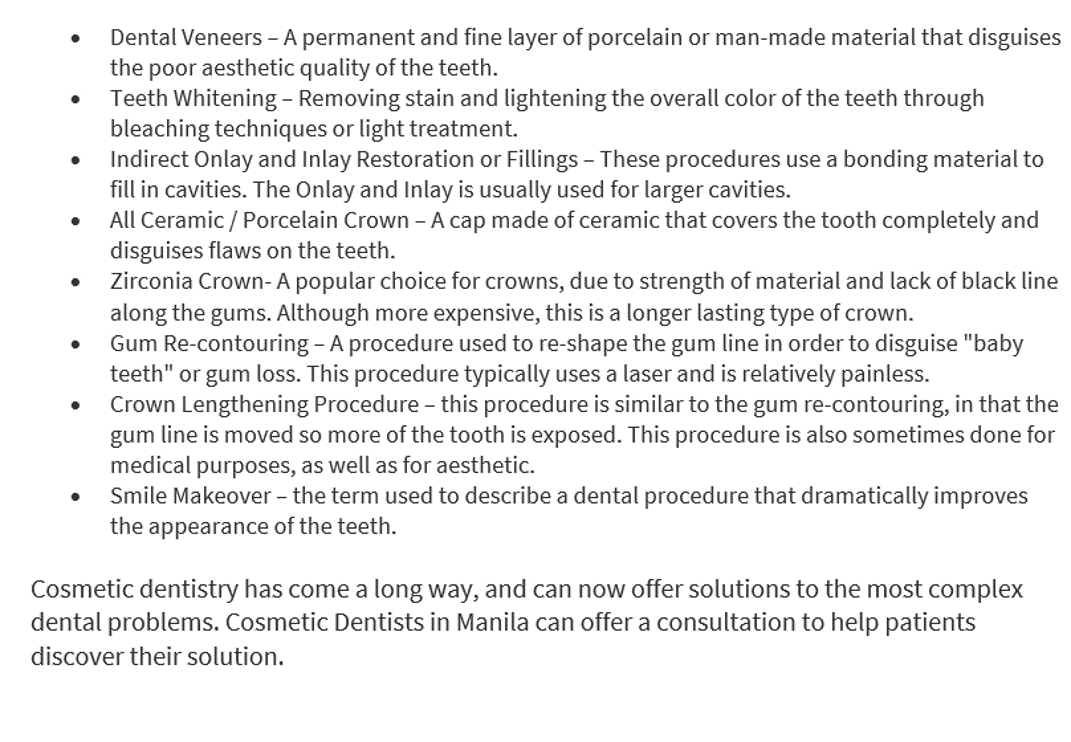 • Dental Veneers – A permanent and fine layer of porcelain or man-made material that disguises
the poor aesthetic quality of the teeth.
• Teeth Whitening – Removing stain and lightening the overall color of the teeth through
bleaching techniques or light treatment.
• Indirect Onlay and Inlay Restoration or Fillings – These procedures use a bonding material to
fill in cavities. The Onlay and Inlay is usually used for larger cavities.
• All Ceramic / Porcelain Crown – A cap made of ceramic that covers the tooth completely and
disguises flaws on the teeth.
• Zirconia Crown- A popular choice for crowns, due to strength of material and lack of black line
along the gums. Although more expensive, this is a longer lasting type of crown.
• Gum Re-contouring – A procedure used to re-shape the gum line in order to disguise "baby
teeth" or gum loss. This procedure typically uses a laser and is relatively painless.
• Crown Lengthening Procedure – this procedure is similar to the gum re-contouring, in that the
gum line is moved so more of the tooth is exposed. This procedure is also sometimes done for
medical purposes, as well as for aesthetic.
• Smile Makeover – the term used to describe a dental procedure that dramatically improves
the appearance of the teeth.
Cosmetic dentistry has come a long way, and can now offer solutions to the most complex
dental problems. Cosmetic Dentists in Manila can offer a consultation to help patients
discover their solution.